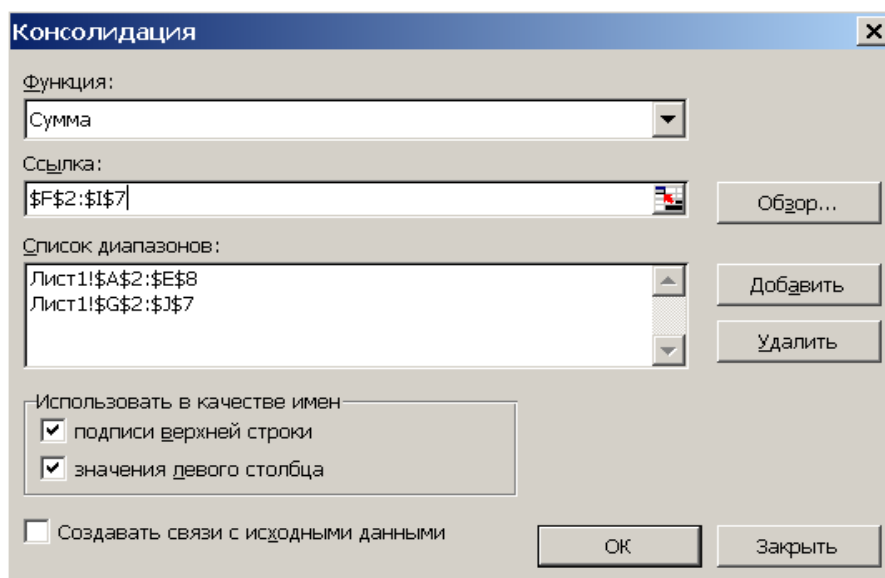 Консолидация
Функция:
Сумма
Ссылка:
$F$2:$I$7
Обзор...
Список диапазонов:
Лист1!$A$2:$E$8
Лист1!$G$2:$J$7
Добавить
Удалить
Использовать в качестве имен
подписи верхней строки
значения левого столбца
Создавать связи с исходными данными
ОК
Закрыть